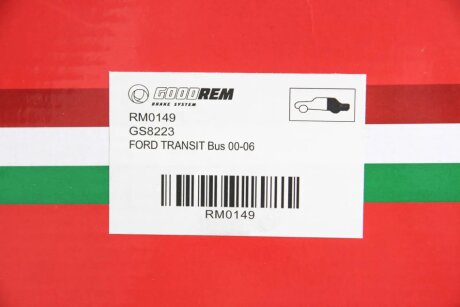 GOODREM
BRAKE SYSTEM
RM0149
GS8223
FORD TRANSIT Bus 00-06
RM0149